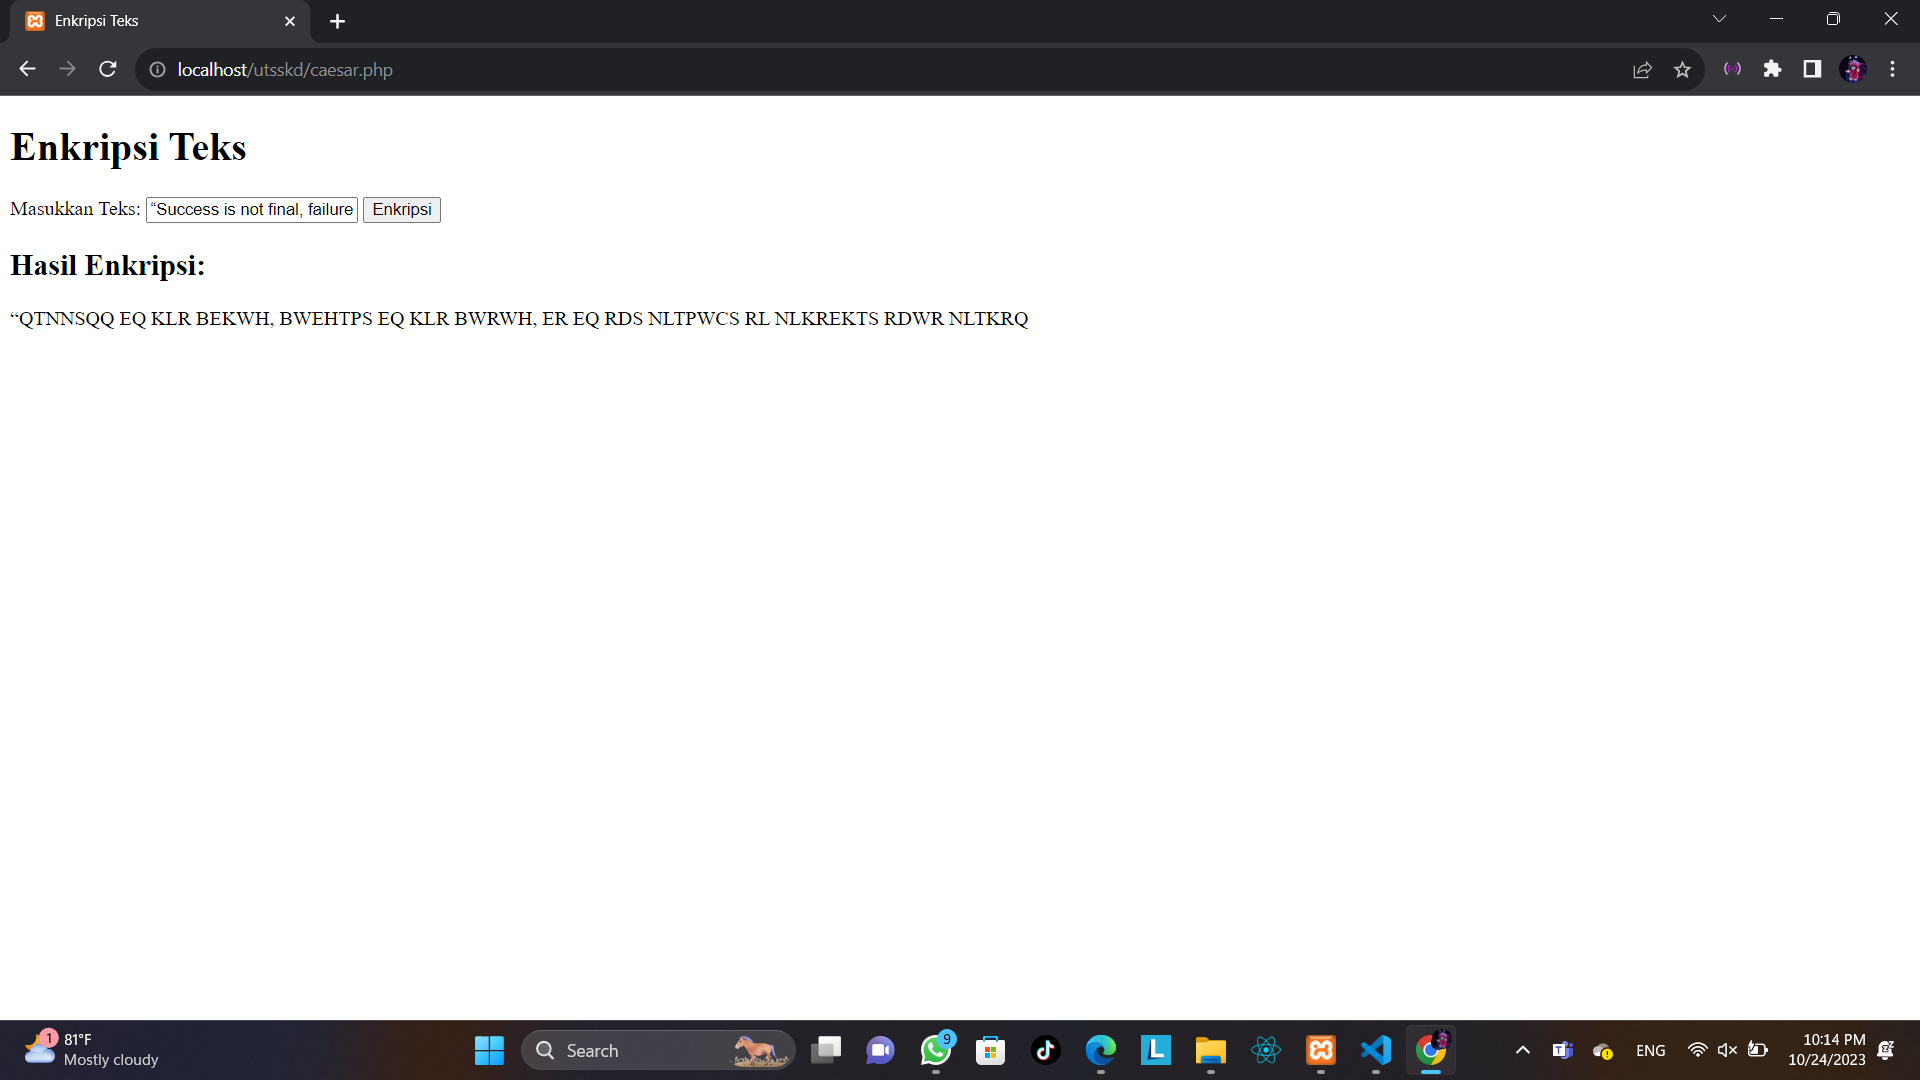 Enkripsi Teks
localhost/utsskd/caesar.php
Enkripsi Teks
Masukkan Teks: “Success is not final, failure Enkripsi
Hasil Enkripsi:
“QTNNSQQ EQ KLR BEKWH, BWEHTPS EQ KLR BWRWH, ER EQ RDS NLTPWCS RL NLKREKTS RDWR NLTKRQ
1
81°F
Mostly cloudy
Search
9
L
T
ENG
10:14 PM
10/24/2023